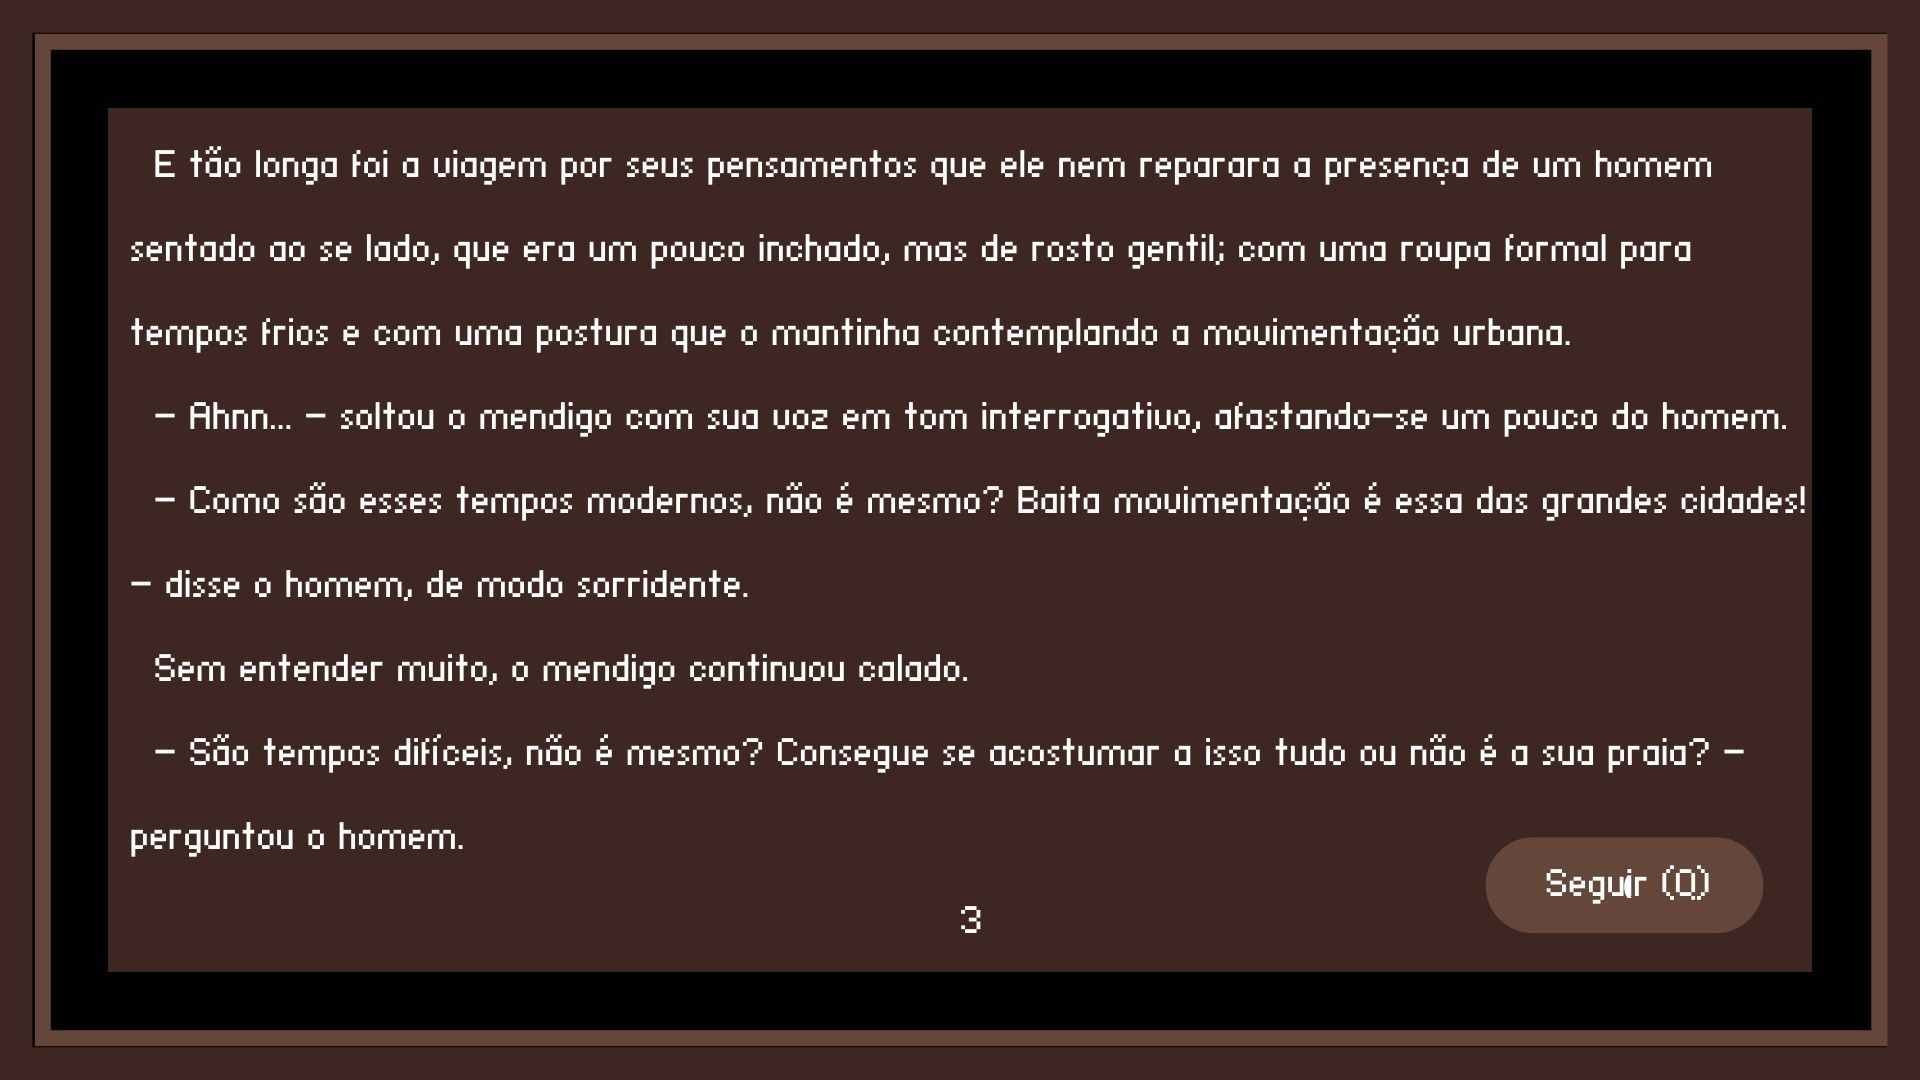 E tão longa foi a viagem por seus pensamentos que ele nem reparara a presença de um homem
sentado ao se lado, que era um pouco inchado, mas de rosto gentil; com uma roupa formal para
tempos frios e com uma postura que o mantinha contemplando a movimentação urbana.
– Ahnn... – soltou o mendigo com sua voz em tom interrogativo, afastando-se um pouco do homem.
– Como são esses tempos modernos, não é mesmo? Baita movimentação é essa das grandes cidades!
– disse o homem, de modo sorridente.
Sem entender muito, o mendigo continuou calado.
– São tempos difíceis, não é mesmo? Consegue se acostumar a isso tudo ou não é a sua praia? –
perguntou o homem.
Seguir (Q)
3